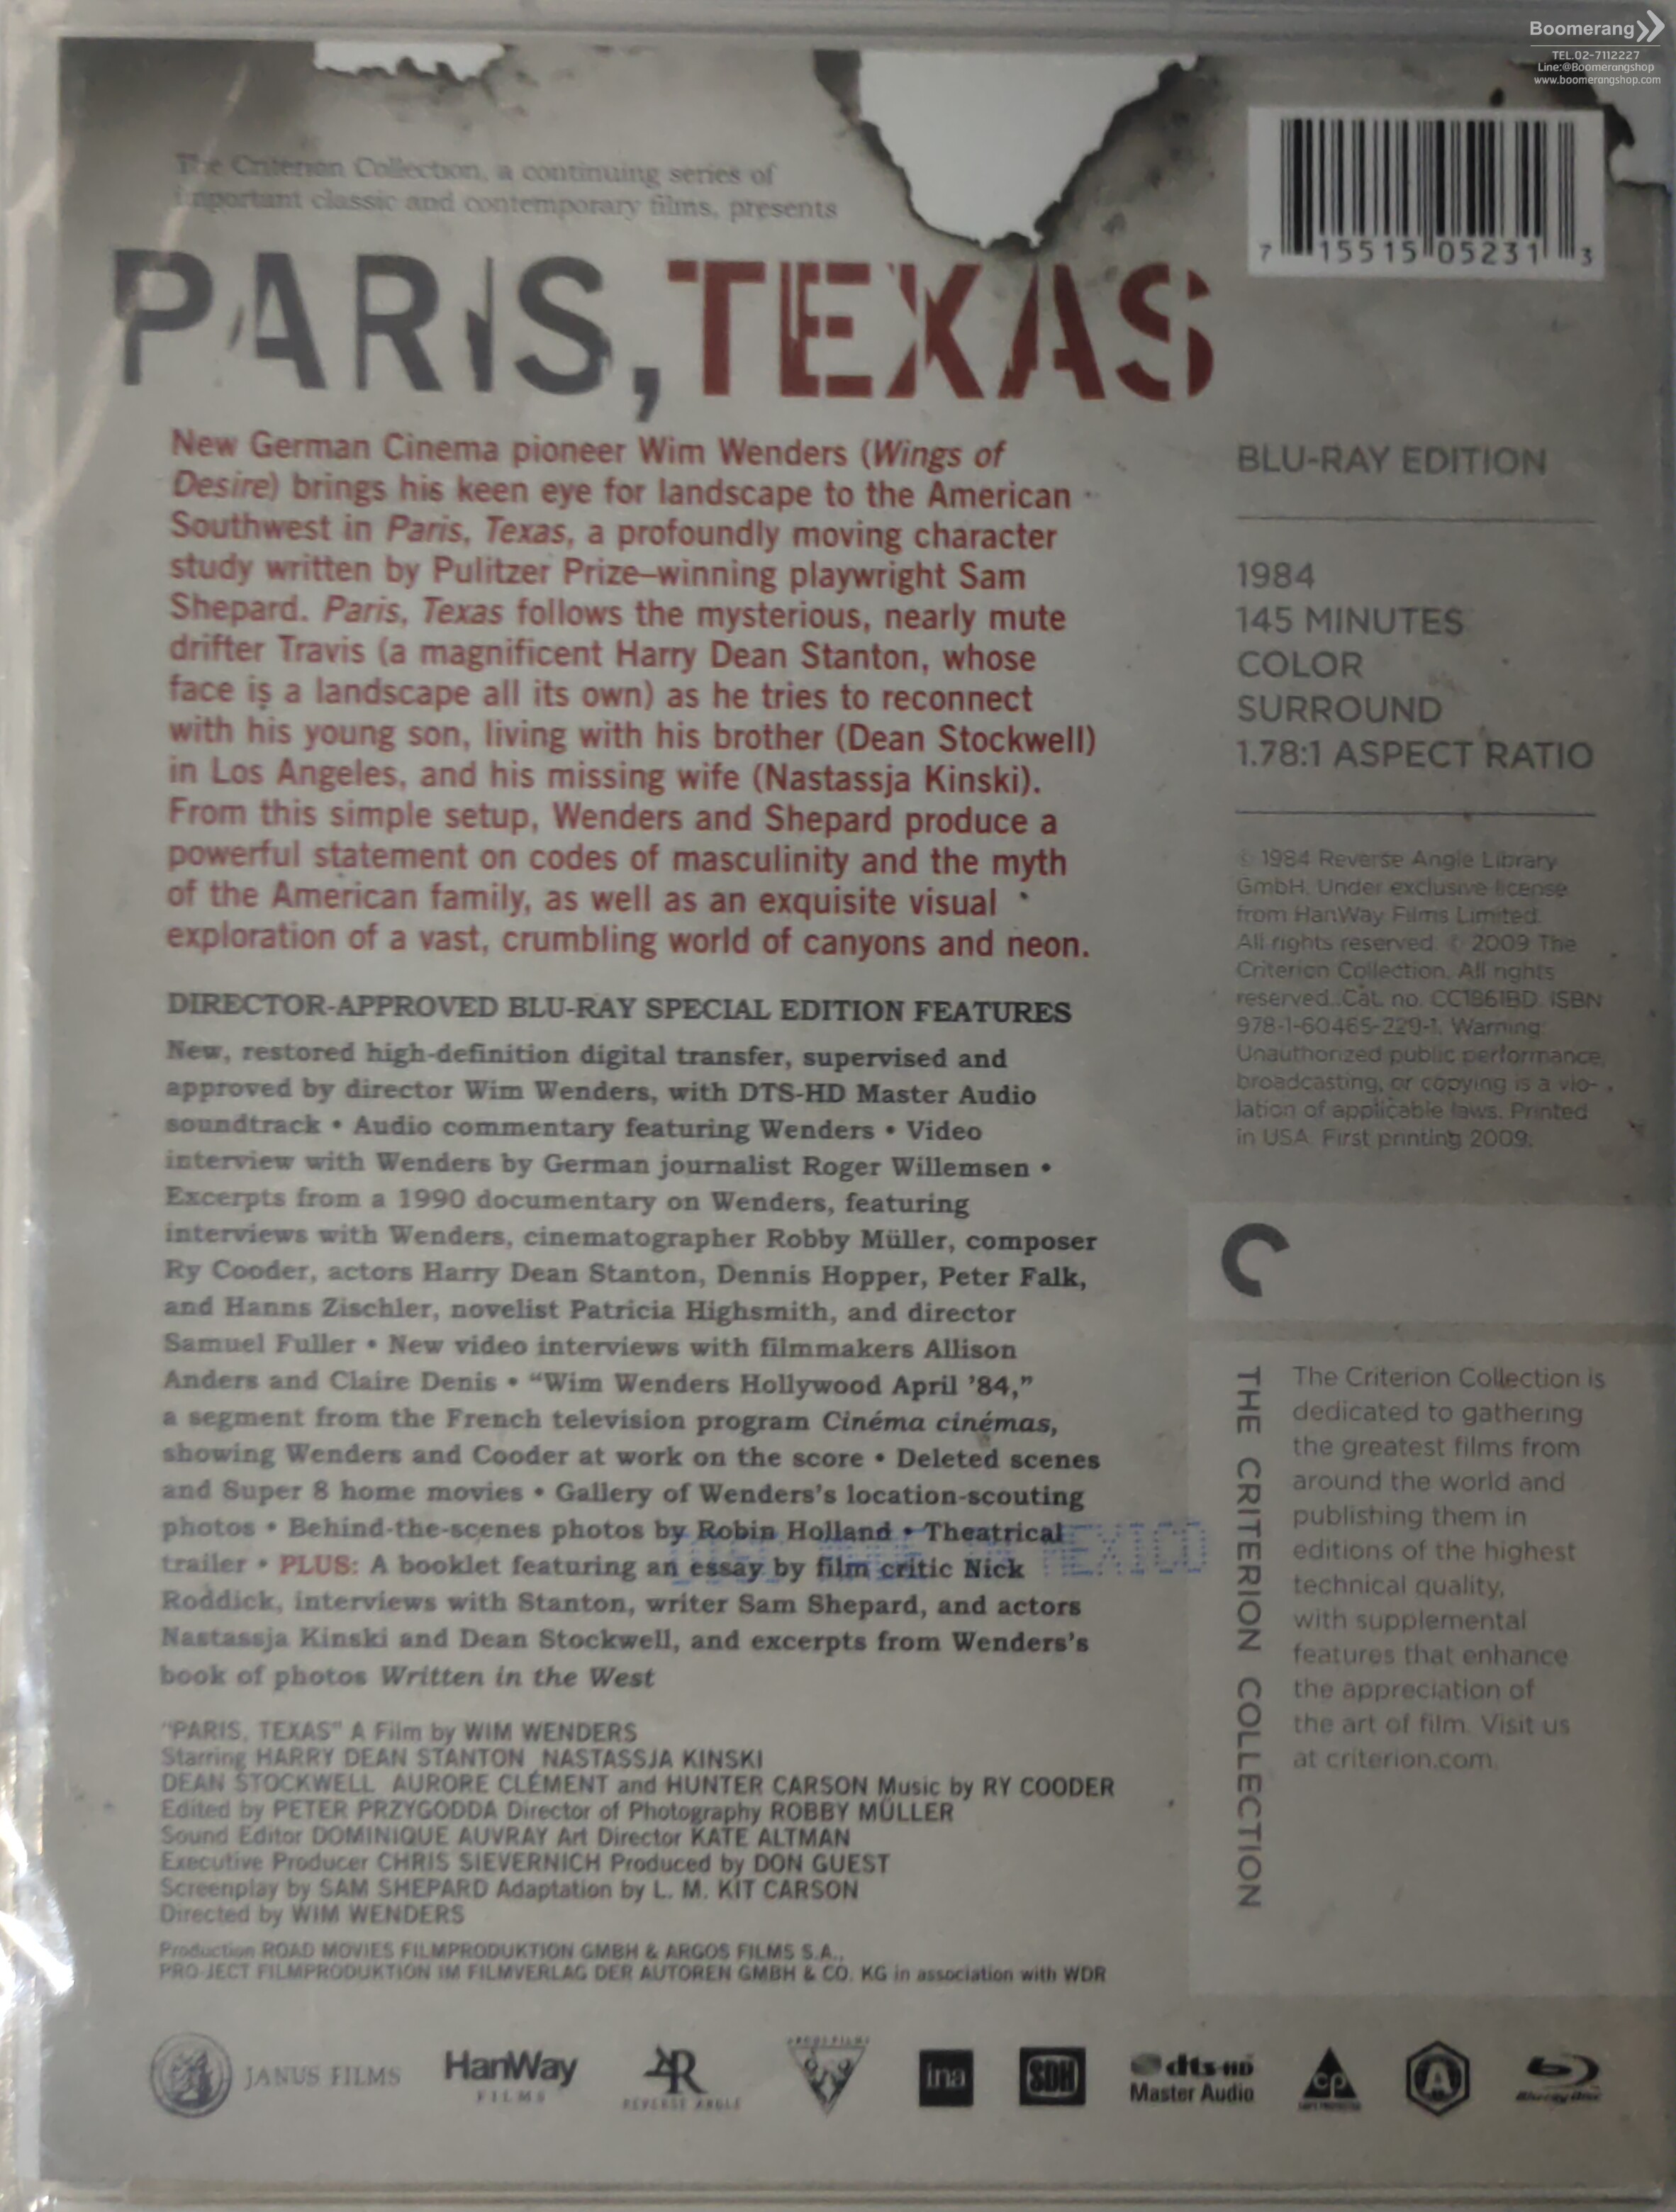 Boomerang
TEL.02-7112227
Line:@Boomerangshop
www.boomerangshop.com
The Criterion Collection, a continuing series of
important classic and contemporary films, presents
7 15515 05231 3
PARIS, TEXAS
New German Cinema pioneer Wim Wenders (Wings of
Desire) brings his keen eye for landscape to the American
Southwest in Paris, Texas, a profoundly moving character
study written by Pulitzer Prize–winning playwright Sam
Shepard. Paris, Texas follows the mysterious, nearly mute
drifter Travis (a magnificent Harry Dean Stanton, whose
face is a landscape all its own) as he tries to reconnect
with his young son, living with his brother (Dean Stockwell)
in Los Angeles, and his missing wife (Nastassja Kinski).
From this simple setup, Wenders and Shepard produce a
powerful statement on codes of masculinity and the myth
of the American family, as well as an exquisite visual
exploration of a vast, crumbling world of canyons and neon.
DIRECTOR-APPROVED BLU-RAY SPECIAL EDITION FEATURES
New, restored high-definition digital transfer, supervised and
approved by director Wim Wenders, with DTS-HD Master Audio
soundtrack • Audio commentary featuring Wenders • Video
interview with Wenders by German journalist Roger Willemsen •
Excerpts from a 1990 documentary on Wenders, featuring
interviews with Wenders, cinematographer Robby Müller, composer
Ry Cooder, actors Harry Dean Stanton, Dennis Hopper, Peter Falk,
and Hanns Zischler, novelist Patricia Highsmith, and director
Samuel Fuller • New video interviews with filmmakers Allison
Anders and Claire Denis • “Wim Wenders Hollywood April ’84,”
a segment from the French television program Cinéma cinémas,
showing Wenders and Cooder at work on the score • Deleted scenes
and Super 8 home movies • Gallery of Wenders’s location-scouting
photos • Behind-the-scenes photos by Robin Holland • Theatrical
trailer • PLUS: A booklet featuring an essay by film critic Nick
Roddick, interviews with Stanton, writer Sam Shepard, and actors
Nastassja Kinski and Dean Stockwell, and excerpts from Wenders’s
book of photos Written in the West
MEXICO
"PARIS, TEXAS" A Film by WIM WENDERS
Starring HARRY DEAN STANTON NASTASSJA KINSKI
DEAN STOCKWELL AURORE CLÉMENT and HUNTER CARSON Music by RY COODER
Edited by PETER PRZYGODDA Director of Photography ROBBY MÜLLER
Sound Editor DOMINIQUE AUVRAY Art Director KATE ALTMAN
Executive Producer CHRIS SIEVERNICH Produced by DON GUEST
Screenplay by SAM SHEPARD Adaptation by L. M. KIT CARSON
Directed by WIM WENDERS
Production ROAD MOVIES FILMPRODUKTION GMBH & ARGOS FILMS S.A.,
PRO-JECT FILMPRODUKTION IM FILMVERLAG DER AUTOREN GMBH & CO. KG in association with WDR
BLU-RAY EDITION
1984
145 MINUTES
COLOR
SURROUND
1.78:1 ASPECT RATIO
© 1984 Reverse Angle Library
GmbH. Under exclusive license
from HanWay Films Limited.
All rights reserved. © 2009 The
Criterion Collection. All rights
reserved. Cat. no. CC1861BD. ISBN
978-1-60465-229-1. Warning:
Unauthorized public performance,
broadcasting, or copying is a vio-
lation of applicable laws. Printed
in USA. First printing 2009.
THE CRITERION COLLECTION
The Criterion Collection is
dedicated to gathering
the greatest films from
around the world and
publishing them in
editions of the highest
technical quality,
with supplemental
features that enhance
the appreciation of
the art of film. Visit us
at criterion.com.
JANUS FILMS
HanWay
FILMS
R
REVERSE ANGLE
ARGOS FILMS
ina
SDH
dts-HD
Master Audio
CP
A
Blu-ray Disc